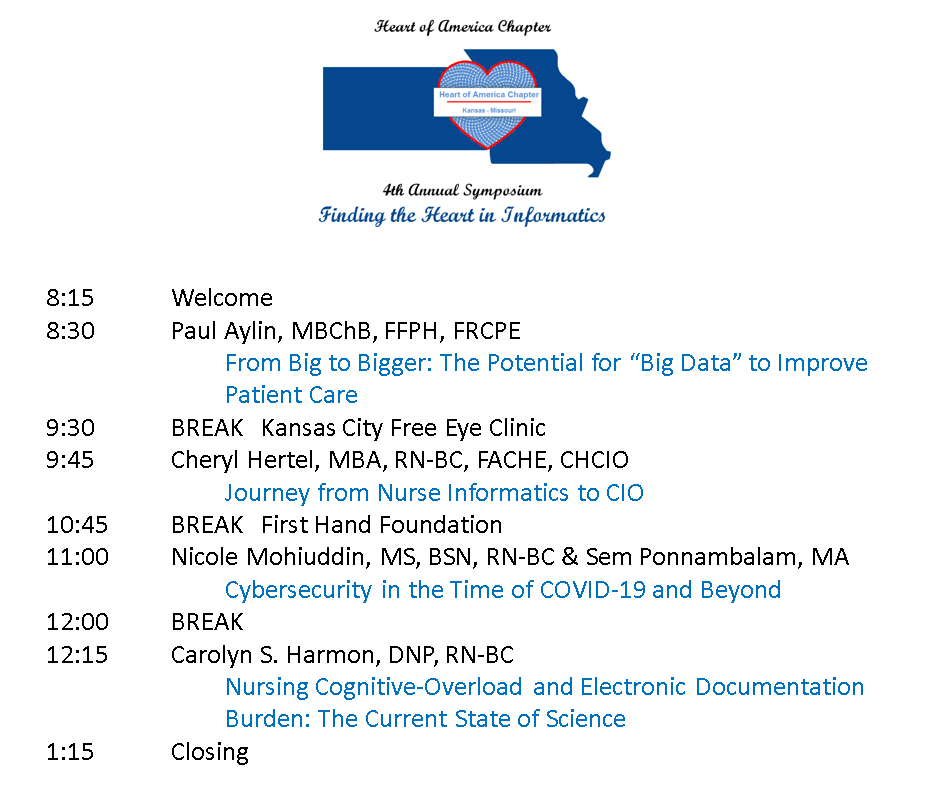 Heart of America Chapter
Heart of America Chapter
Kansas - Missouri
4th Annual Symposium
Finding the Heart in Informatics
8:15 Welcome
8:30 Paul Aylin, MBChB, FFPH, FRCPE
From Big to Bigger: The Potential for “Big Data” to Improve
Patient Care
9:30 BREAK Kansas City Free Eye Clinic
9:45 Cheryl Hertel, MBA, RN-BC, FACHE, CHCIO
Journey from Nurse Informatics to CIO
10:45 BREAK First Hand Foundation
11:00 Nicole Mohiuddin, MS, BSN, RN-BC & Sem Ponnambalam, MA
Cybersecurity in the Time of COVID-19 and Beyond
12:00 BREAK
12:15 Carolyn S. Harmon, DNP, RN-BC
Nursing Cognitive-Overload and Electronic Documentation
Burden: The Current State of Science
1:15 Closing